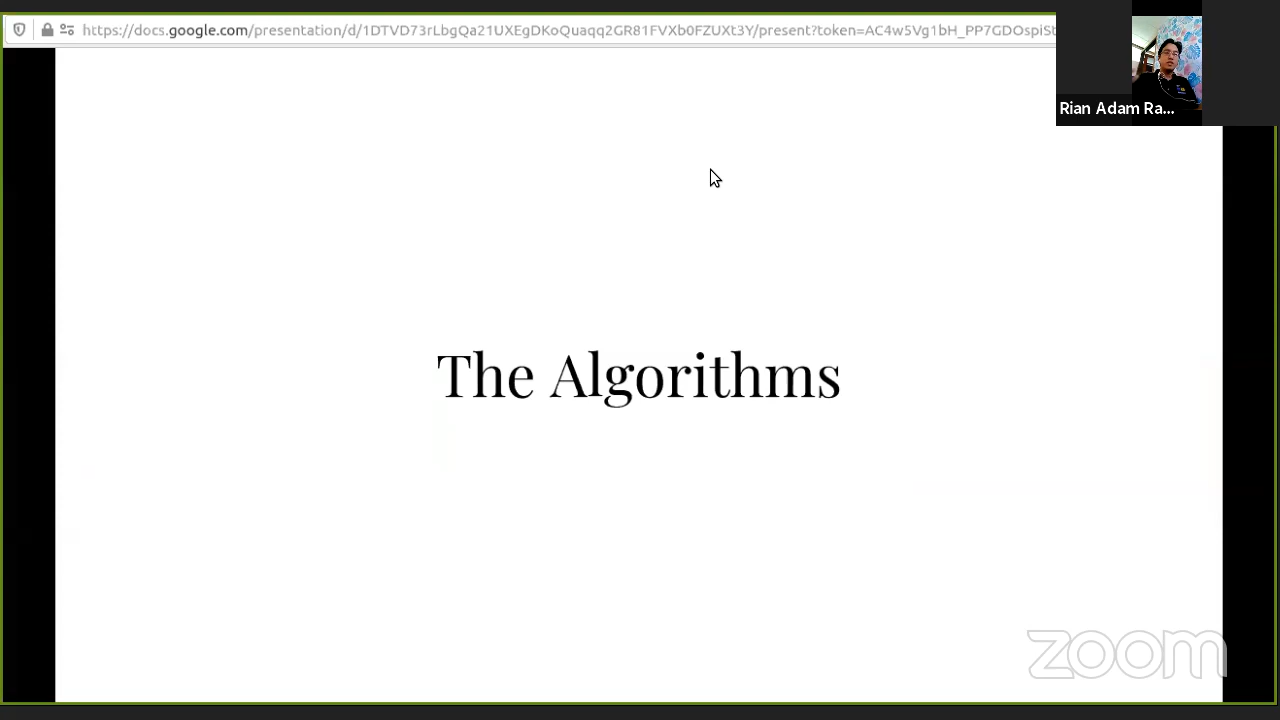 https://docs.google.com/presentation/d/1DTVD73rLbgQa21UXEgDKoQuaqq2GR81FVXb0FZUXt3Y/present?token=AC4w5Vg1bH_PP7GDOspiSt
Rian Adam Ra...
The Algorithms
zoom